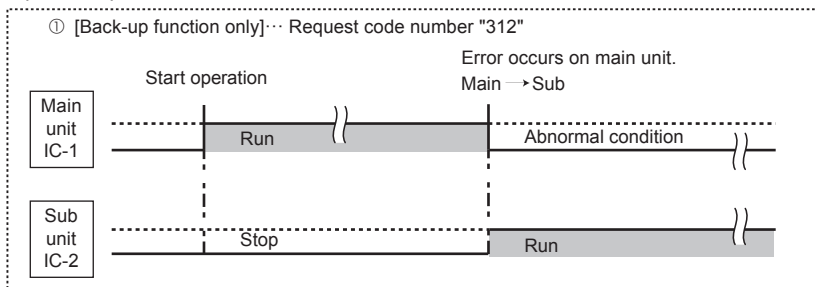 ① [Back-up function only]··· Request code number "312"
Error occurs on main unit.
Start operation
Main → Sub
Main
unit
IC-1
Run
Abnormal condition
Sub
unit
IC-2
Stop
Run